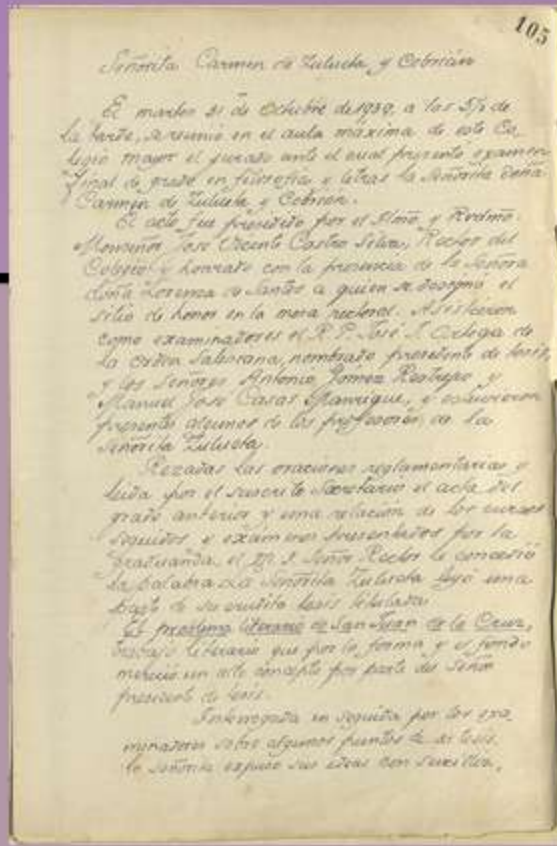 105
Señorita Carmen de Zulueta y Cebrián
El martes 31 de Octubre de 1939, a las 5½ de
la tarde, se reunió en el aula máxima de este Co
legio mayor el jurado ante el cual presentó examen
final de grado en filosofía y letras la Señorita doña
Carmen de Zulueta y Cebrián.
El acto fue presidido por el Ilmo. y Rvdmo.
Monseñor José Vicente Castro Silva, Rector del
Colegio y honrado con la presencia de la Señora
doña Lorenza de Santos a quien se designó el
sitio de honor en la mesa rectoral. Asistieron
como examinadores el R. P. José J. Ortega de
la orden Salesiana, nombrado presidente de tesis,
y los Señores Antonio Gómez Restrepo y
Manuel José Casas Manrique, y estuvieron
presentes algunos de los profesores de la
Señorita Zulueta.
Rezadas las oraciones reglamentarias y
leída por el suscrito Secretario el acta del
grado anterior y una relación de los cursos
seguidos y exámenes presentados por la
graduanda, el M. I. Señor Rector le concedió
la palabra. La Señorita Zulueta leyó una
parte de su erudita tesis titulada
El problema literario de San Juan de la Cruz,
trabajo literario que por la forma y el fondo
mereció un alto concepto por parte del Señor
presidente de tesis.
Interrogada en seguida por los exa
minadores sobre algunos puntos de su tesis
la señorita expuso sus ideas con sencillez,